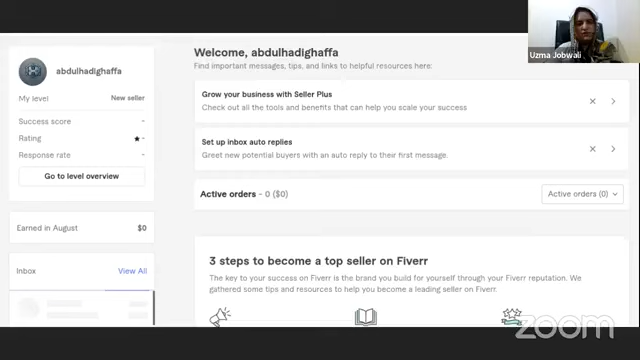 Uzma Jobwali
abdulhadighaffa
My level New seller
Success score -
Rating ★ -
Response rate -
Go to level overview
Earned in August $0
Inbox View All
Welcome, abdulhadighaffa
Find important messages, tips, and links to helpful resources here:
Grow your business with Seller Plus
Check out all the tools and benefits that can help you scale your success
Set up inbox auto replies
Greet new potential buyers with an auto reply to their first message.
Active orders - 0 ($0) Active orders (0)
3 steps to become a top seller on Fiverr
The key to your success on Fiverr is the brand you build for yourself through your Fiverr reputation. We
gathered some tips and resources to help you become a leading seller on Fiverr.
zoom